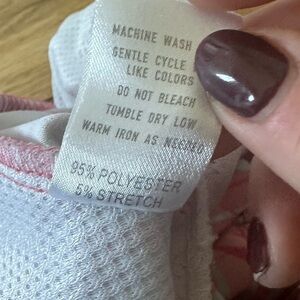 MACHINE WASH
GENTLE CYCLE
LIKE COLORS
DO NOT BLEACH
TUMBLE DRY LOW
WARM IRON AS NEEDED
95% POLYESTER
5% STRETCH